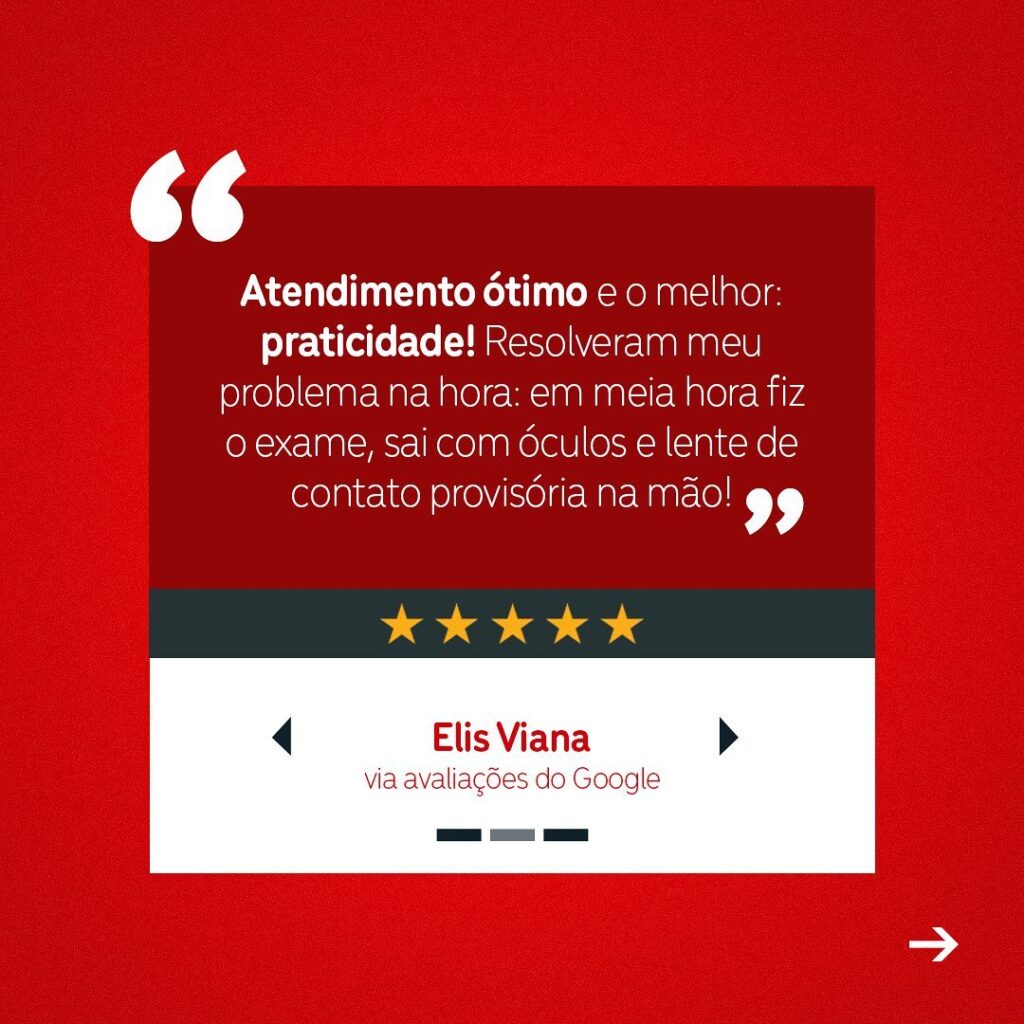 “
Atendimento ótimo e o melhor:
praticidade! Resolveram meu
problema na hora: em meia hora fiz
o exame, sai com óculos e lente de
contato provisória na mão! ”
Elis Viana
via avaliações do Google